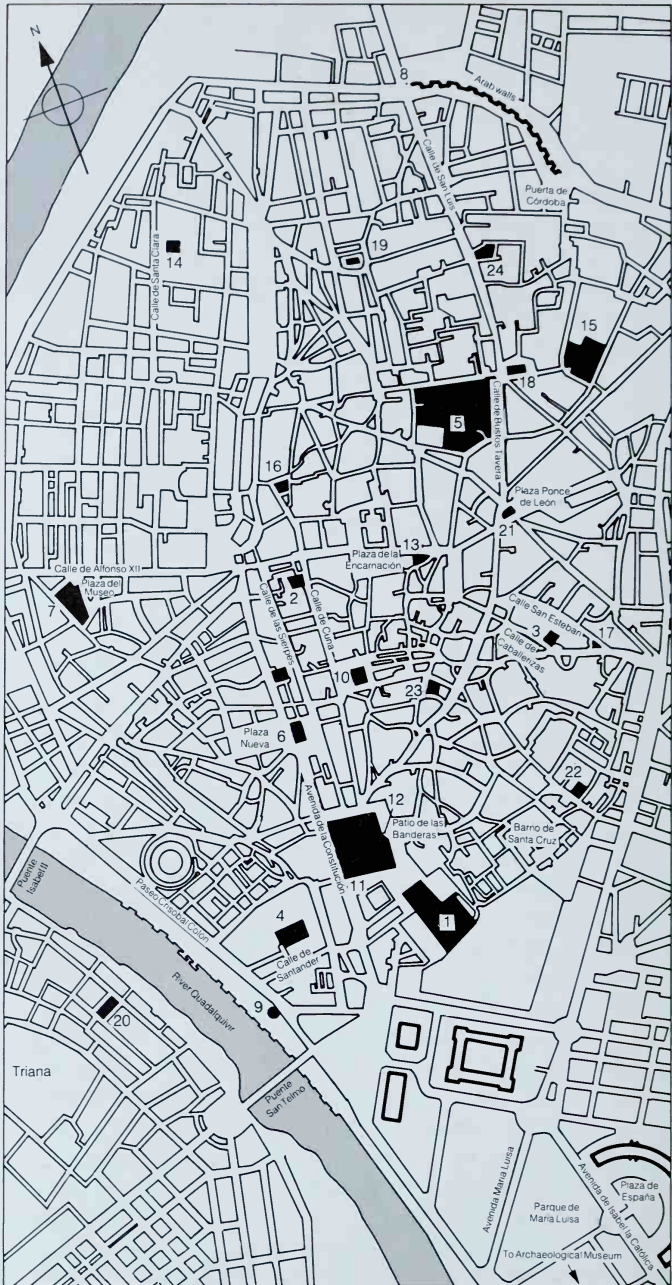 N
8
Arab walls
Calle de San Luis
Puerta de
Córdoba
19
24
14
Calle de Santa Clara
15
18
5
Calle de Bustos Tavera
16
Plaza Ponce
de León
21
13
Plaza de la
Encarnación
Calle de Alfonso XII
Plaza del
Museo
7
2
Calle de las Sierpes
Calle de Cuna
Calle San Esteban
17
3
Calle de
Caballerizas
10
23
6
Plaza
Nueva
22
12
Patio de las
Banderas
Avenida de la Constitución
Barrio de
Santa Cruz
11
1
Puente
Isabel II
Paseo Cristobal Colón
4
Calle de
Santander
River Guadalquivir
9
20
Triana
Puente
San Telmo
Avenida Maria Luisa
Plaza de
España
Avenida de Isabel la Católica
Parque de
Maria Luisa
To Archaeological Museum